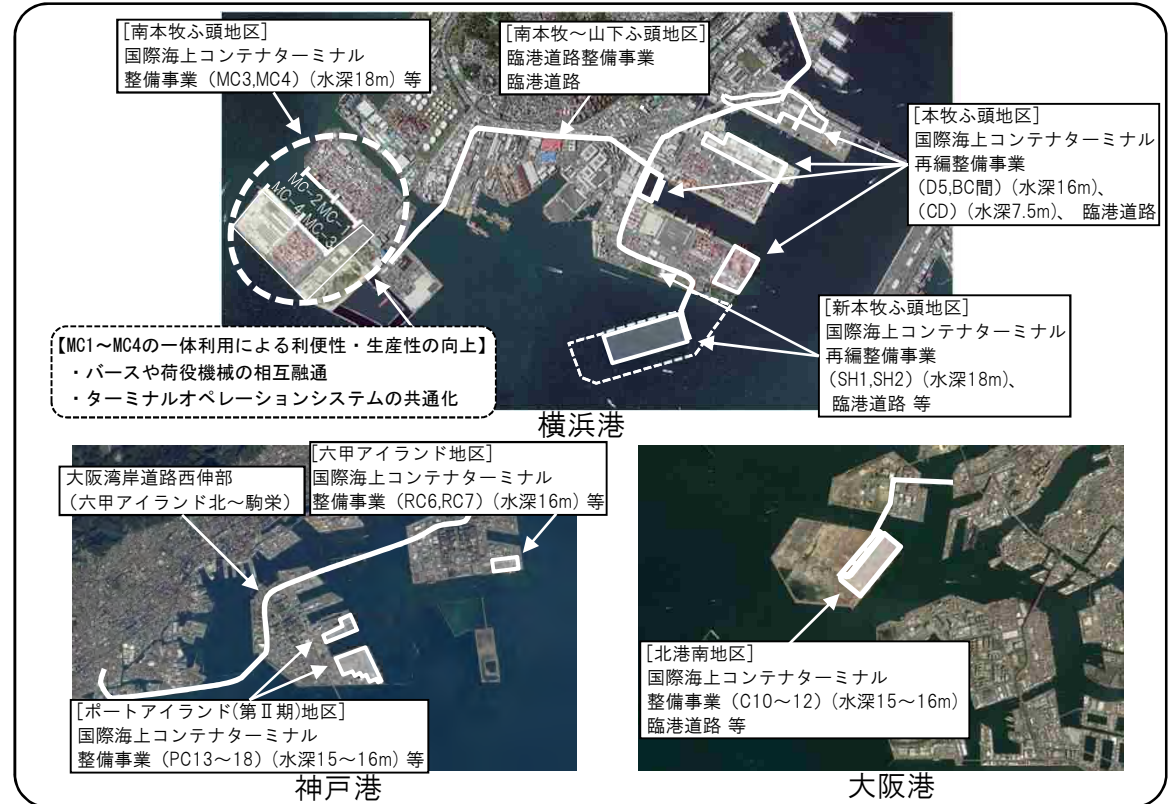 [南本牧ふ頭地区]
国際海上コンテナターミナル
整備事業（MC3,MC4）（水深18m）等
[南本牧～山下ふ頭地区]
臨港道路整備事業
臨港道路
[本牧ふ頭地区]
国際海上コンテナターミナル
再編整備事業
（D5,BC間）（水深16m）、
（CD）（水深7.5m）、 臨港道路
MC-2
MC-1
MC-4
MC-3
【MC1～MC4の一体利用による利便性・生産性の向上】
・バースや荷役機械の相互融通
・ターミナルオペレーションシステムの共通化
[新本牧ふ頭地区]
国際海上コンテナターミナル
再編整備事業
（SH1,SH2）（水深18m）、
臨港道路 等
横浜港
大阪湾岸道路西伸部
（六甲アイランド北～駒栄）
[六甲アイランド地区]
国際海上コンテナターミナル
整備事業（RC6,RC7）（水深16m）等
[ポートアイランド(第Ⅱ期)地区]
国際海上コンテナターミナル
整備事業（PC13～18）（水深15～16m）等
神戸港
[北港南地区]
国際海上コンテナターミナル
整備事業（C10～12）（水深15～16m）
臨港道路 等
大阪港